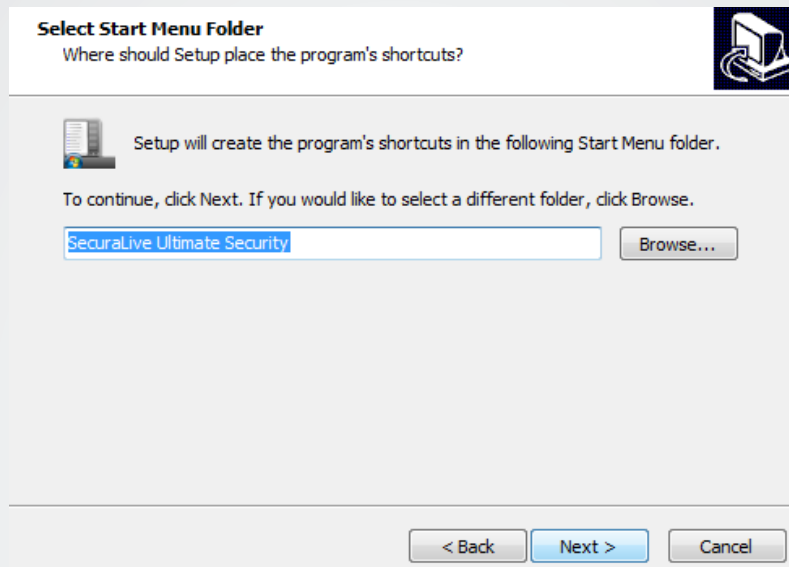 Select Start Menu Folder
Where should Setup place the program's shortcuts?
Setup will create the program's shortcuts in the following Start Menu folder.
To continue, click Next. If you would like to select a different folder, click Browse.
SecuraLive Ultimate Security
Browse...
< Back
Next >
Cancel